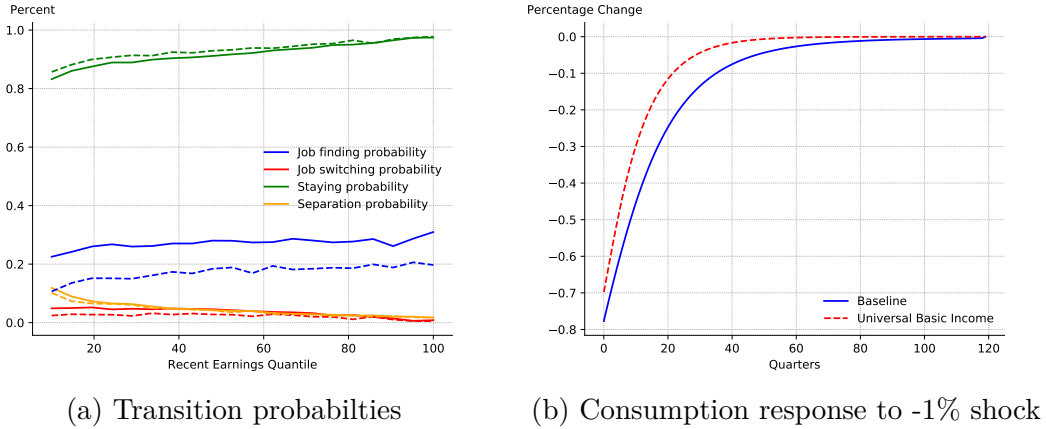 Percent
1.0
0.8
0.6
0.4
0.2
0.0
Job finding probability
Job switching probability
Staying probability
Separation probability
20 40 60 80 100
Recent Earnings Quantile
(a) Transition probabilties
Percentage Change
0.0
−0.1
−0.2
−0.3
−0.4
−0.5
−0.6
−0.7
−0.8
Baseline
Universal Basic Income
0 20 40 60 80 100 120
Quarters
(b) Consumption response to -1% shock